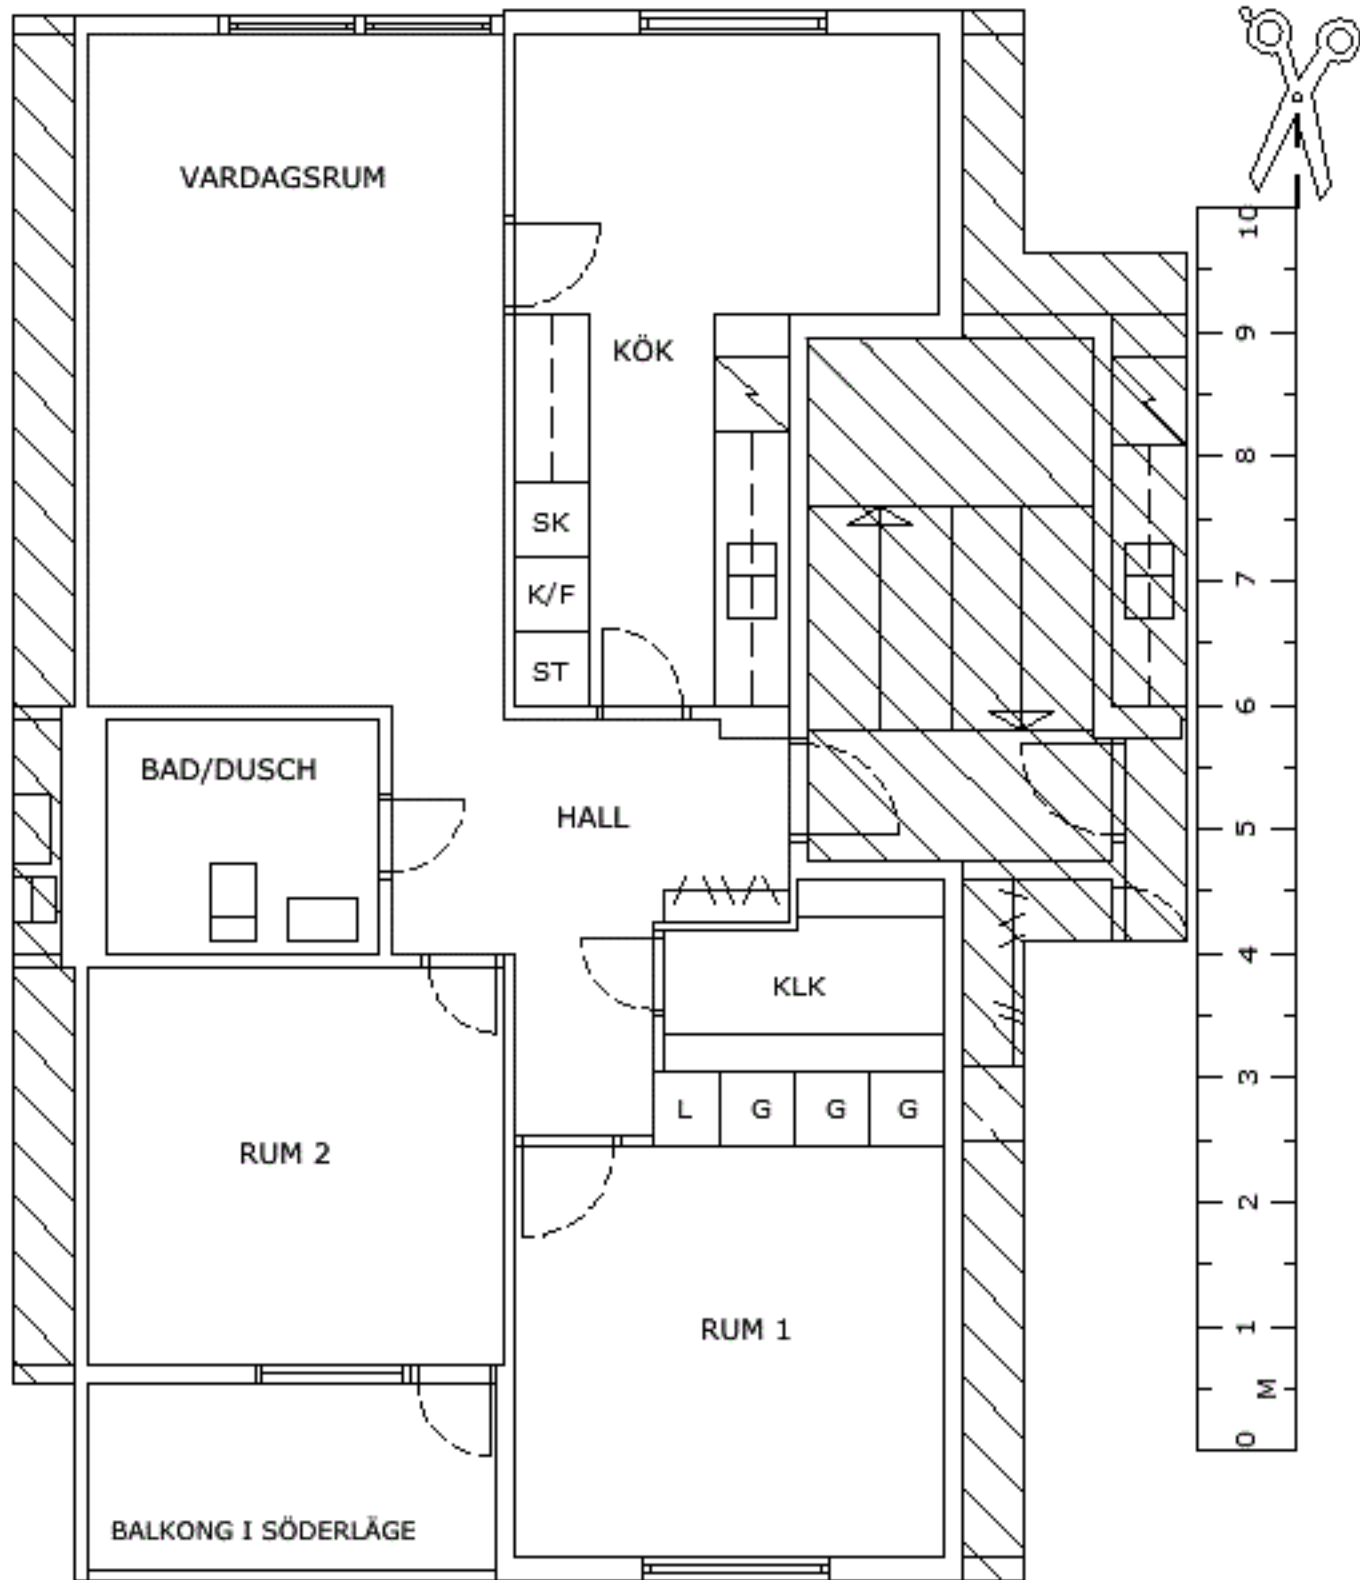 VARDAGSRUM
KÖK
SK
K/F
ST
BAD/DUSCH
HALL
KLK
L G G G
RUM 2
RUM 1
BALKONG I SÖDERLÄGE
10
9
8
7
6
5
4
3
2
1
M
0